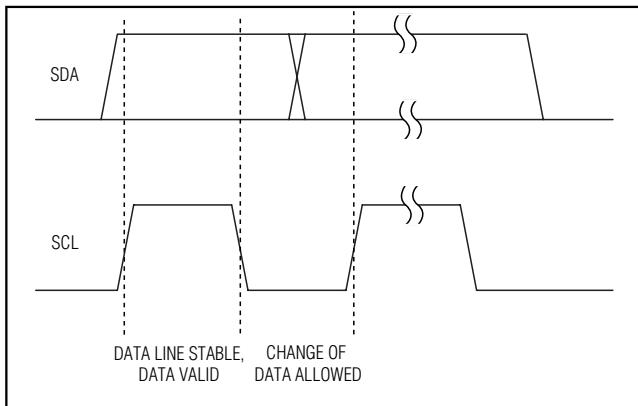 SDA
SCL
DATA LINE STABLE,
DATA VALID
CHANGE OF
DATA ALLOWED